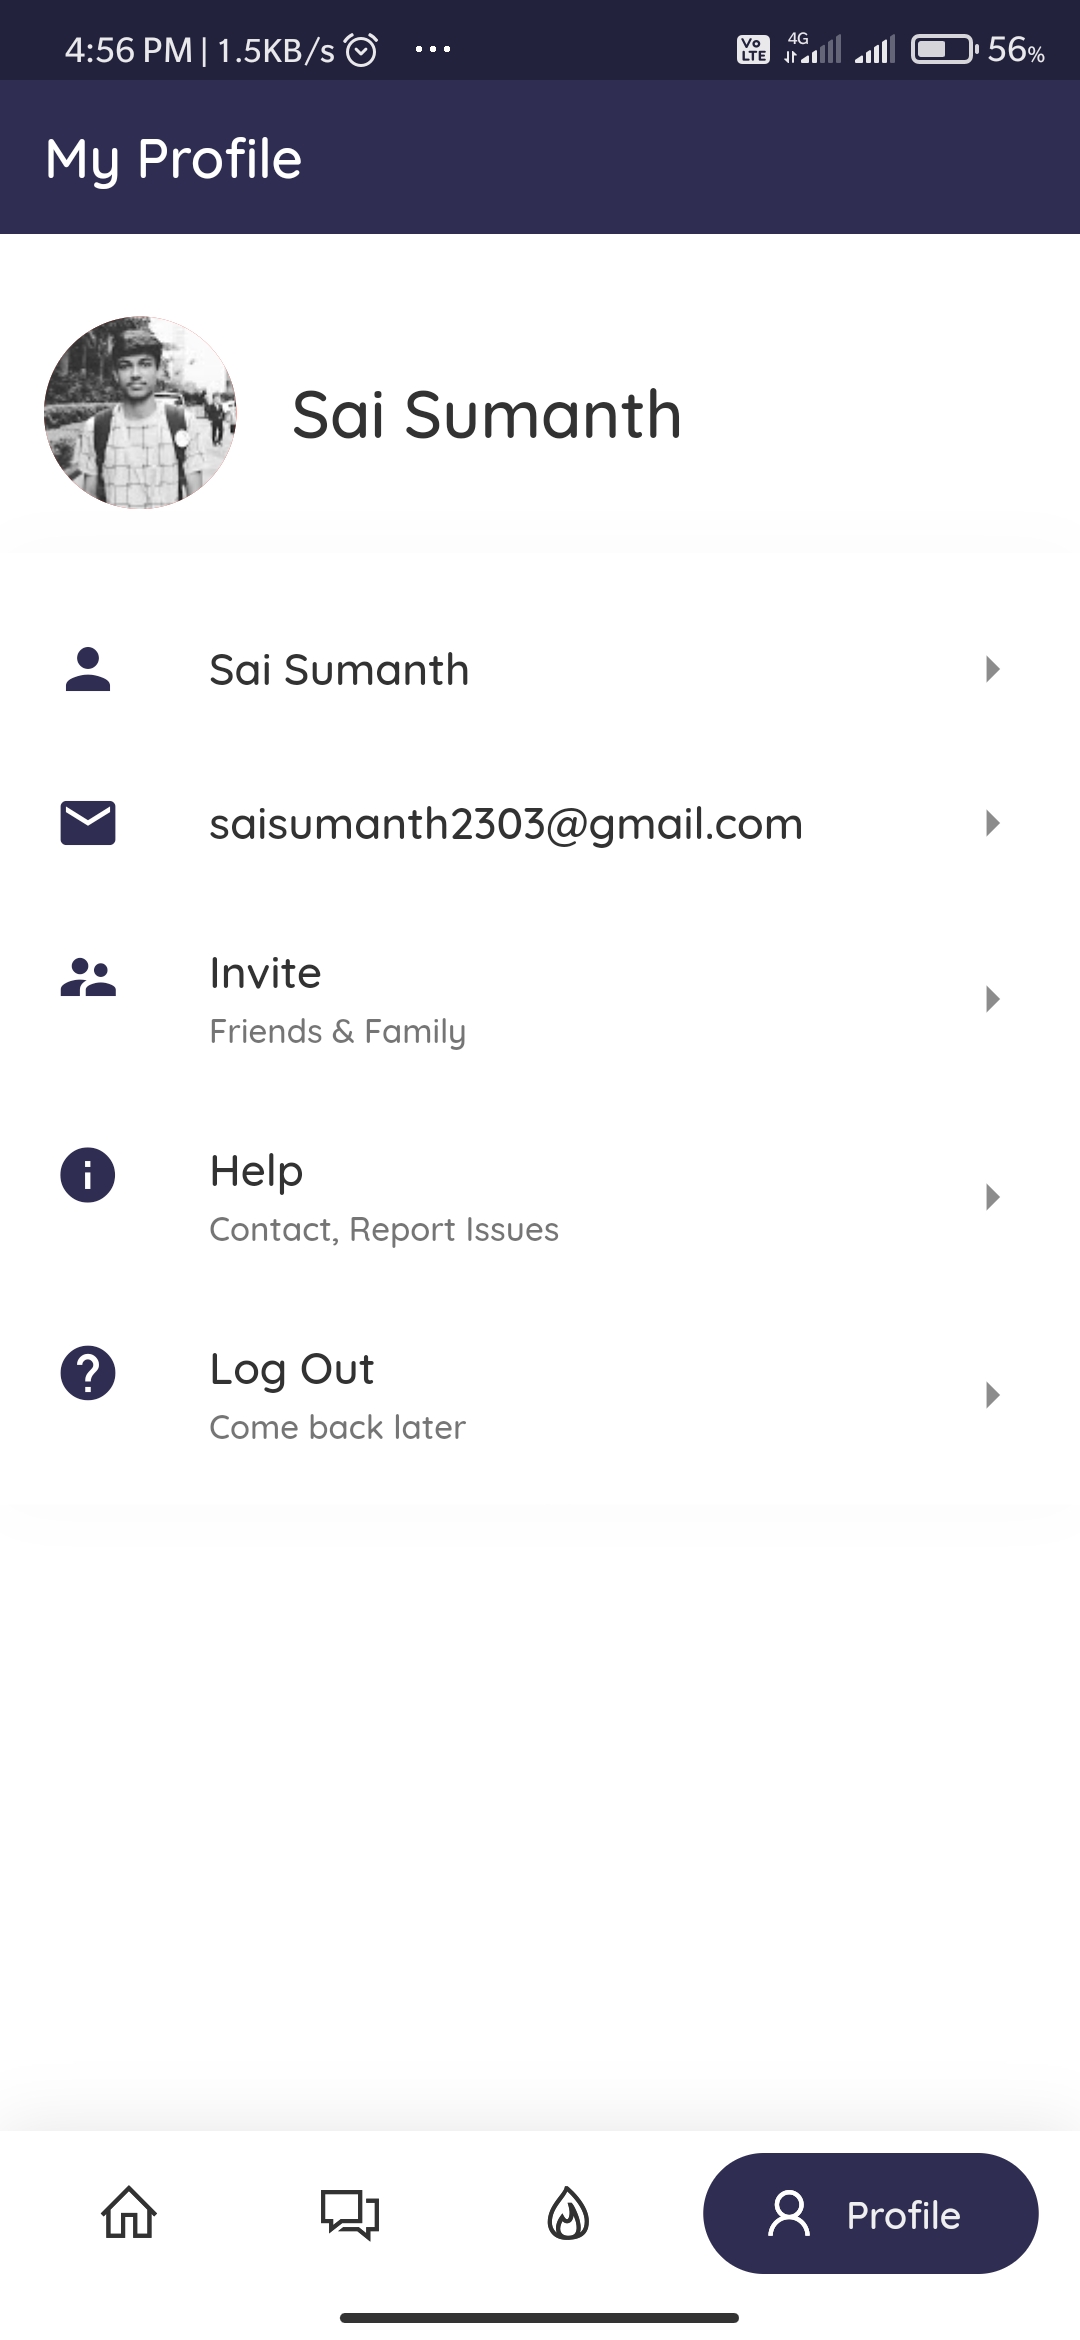 4:56 PM | 1.5KB/s ... Vo LTE 4G 56%
My Profile
Sai Sumanth
Sai Sumanth
saisumanth2303@gmail.com
Invite
Friends & Family
Help
Contact, Report Issues
Log Out
Come back later
Profile